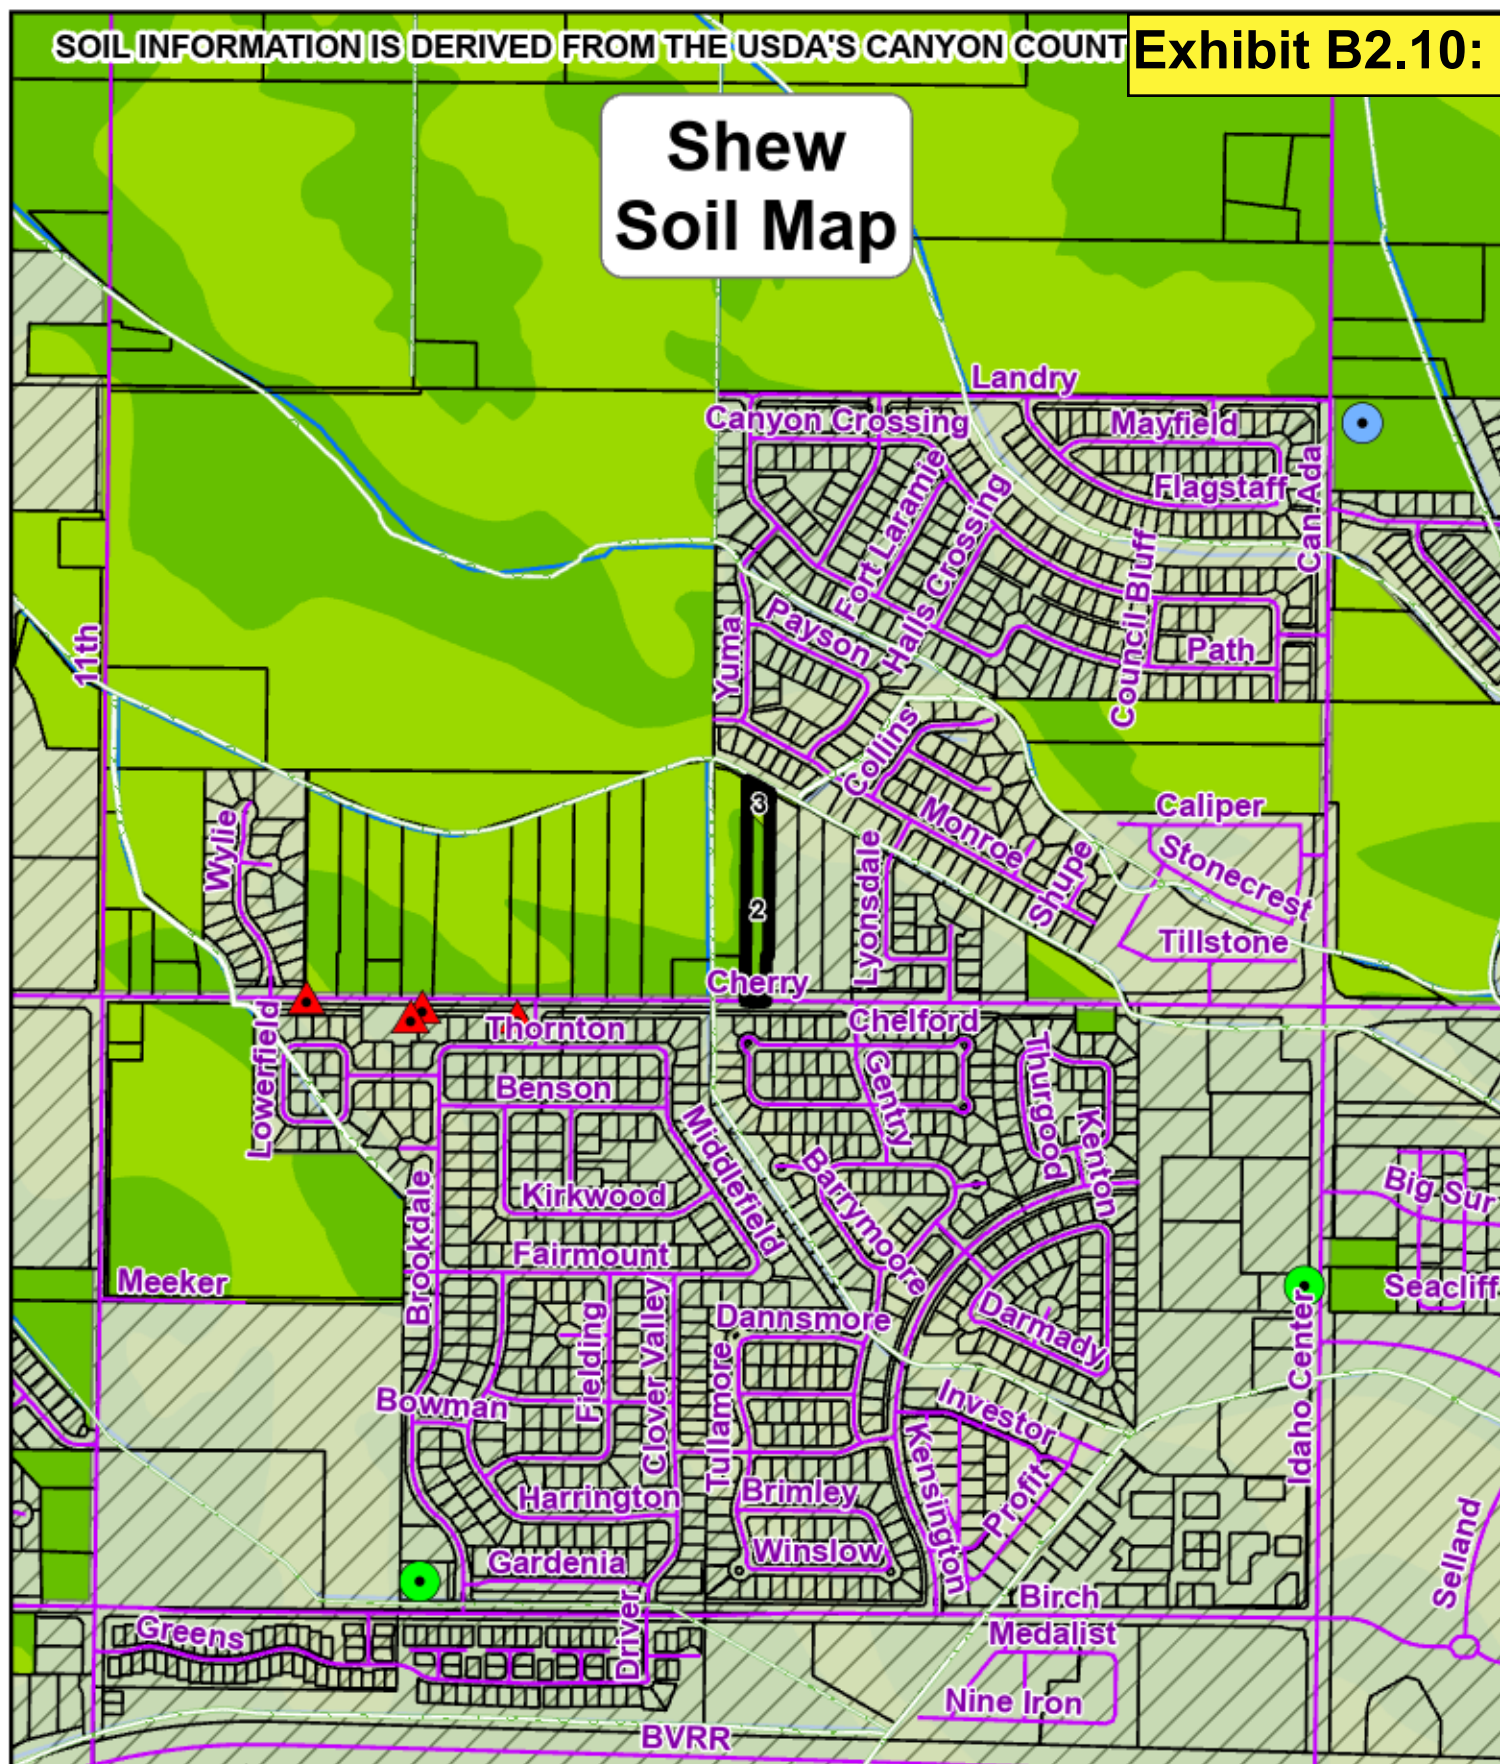 SOIL INFORMATION IS DERIVED FROM THE USDA'S CANYON COUNT
Exhibit B2.10:
Shew
Soil Map
Landry
Canyon Crossing
Mayfield
Flagstaff
Can Ada
Fort Laramie
Halls Crossing
Council Bluff
Payson
Path
11th
Yuma
Collins
3
Caliper
Monroe
Stonecrest
Wylie
Shupe
Lyonsdale
2
Tillstone
Cherry
Thornton
Chelford
Lowerfield
Benson
Gentry
Thurgood
Kenton
Middlefield
Kirkwood
Barrymoore
Big Sur
Brookdale
Fairmount
Meeker
Seacliff
Clover Valley
Dannsmore
Darmady
Fielding
Idaho Center
Bowman
Tullamore
Investor
Kensington
Harrington
Brimley
Profit
Winslow
Gardenia
Selland
Birch
Greens
Driver
Medalist
Nine Iron
BVRR